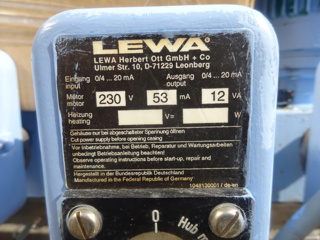 LEWA
LEWA Herbert Ott GmbH + Co
Ulmer Str. 10, D-71229 Leonberg
Eingang 0/4 ... 20 mA Ausgang 0/4 ... 20 mA
input output
Motor 230 V 53 mA 12 VA
motor
Heizung V= W
heating
Gehäuse nur bei abgeschalteter Spannung öffnen
Cut power supply before opening casing
Vor Inbetriebnahme, bei Betrieb, Reparatur und Wartungsarbeiten
unbedingt Betriebsanleitung beachten!
Observe operating instructions before start-up, repair and
maintenance
Hergestellt in der Bundesrepublik Deutschland
Manufactured in the Federal Republic of Germany
1048130001 / de-en
0
Hub